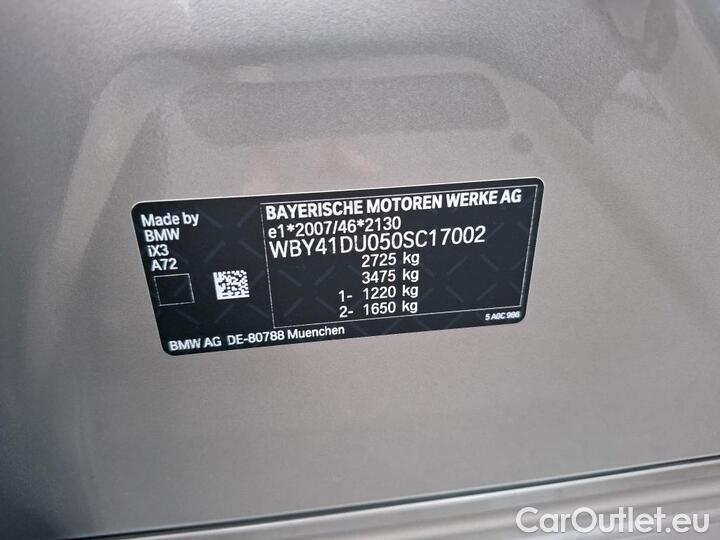 Made by
BMW
iX3
A72
BAYERISCHE MOTOREN WERKE AG
e1*2007/46*2130
WBY41DU050SC17002
2725 kg
3475 kg
1- 1220 kg
2- 1650 kg
5 A0C 986
BMW AG DE-80788 Muenchen
CarOutlet.eu